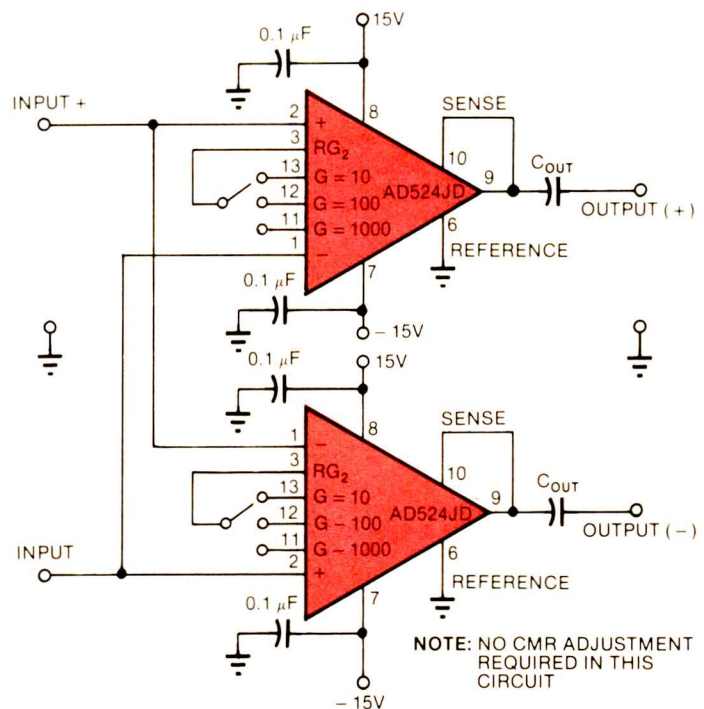 15V
0.1 µF
INPUT +
8
SENSE
2
+
3
RG2
10
13
G = 10
AD524JD
9
COUT
12
G = 100
OUTPUT (+)
11
G = 1000
6
1
−
REFERENCE
7
0.1 µF
− 15V
0.1 µF
15V
8
SENSE
1
−
3
RG2
10
13
G = 10
AD524JD
9
COUT
12
G − 100
OUTPUT (−)
11
G − 1000
6
INPUT
2
+
REFERENCE
7
0.1 µF
NOTE: NO CMR ADJUSTMENT
REQUIRED IN THIS
CIRCUIT
− 15V